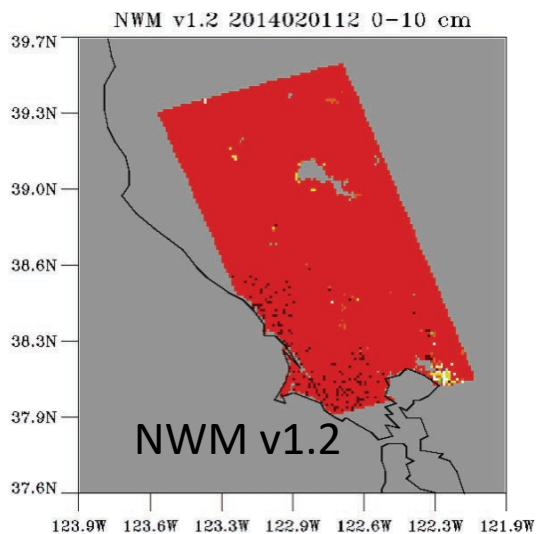 NWM v1.2 2014020112 0-10 cm
39.7N
39.3N
39.0N
38.6N
38.3N
37.9N
37.6N
NWM v1.2
123.9W 123.6W 123.3W 122.9W 122.6W 122.3W 121.9W